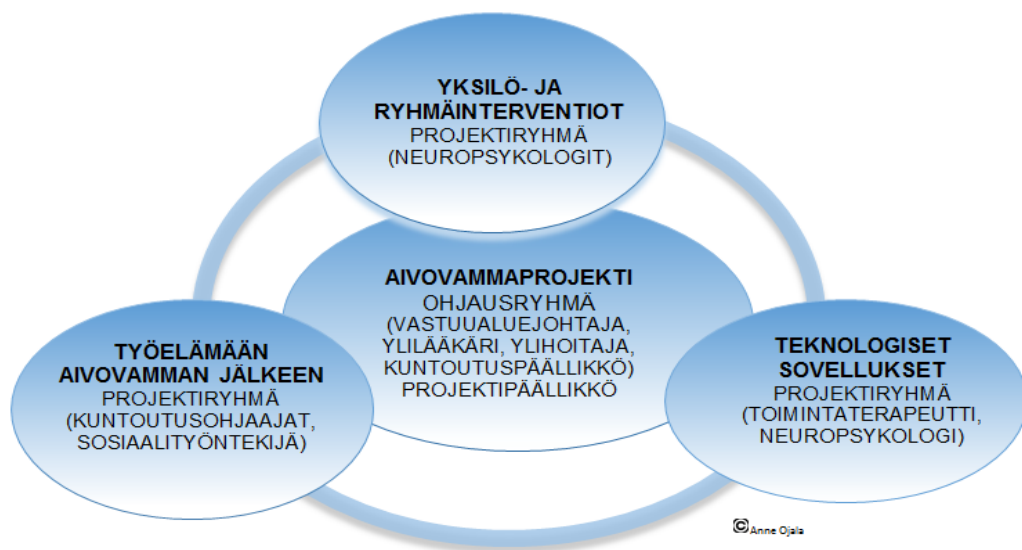 YKSILÖ- JA
RYHMÄINTERVENTIOT
PROJEKTIRYHMÄ
(NEUROPSYKOLOGIT)
AIVOVAMMAPROJEKTI
OHJAUSRYHMÄ
(VASTUUALUEJOHTAJA,
YLILÄÄKÄRI, YLIHOITAJA,
KUNTOUTUSPÄÄLLIKKÖ)
PROJEKTIPÄÄLLIKKÖ
TYÖELÄMÄÄN
AIVOVAMMAN JÄLKEEN
PROJEKTIRYHMÄ
(KUNTOUTUSOHJAAJAT,
SOSIAALITYÖNTEKIJÄ)
TEKNOLOGISET
SOVELLUKSET
PROJEKTIRYHMÄ
(TOIMINTATERAPEUTTI,
NEUROPSYKOLOGI)
© Anne Ojala